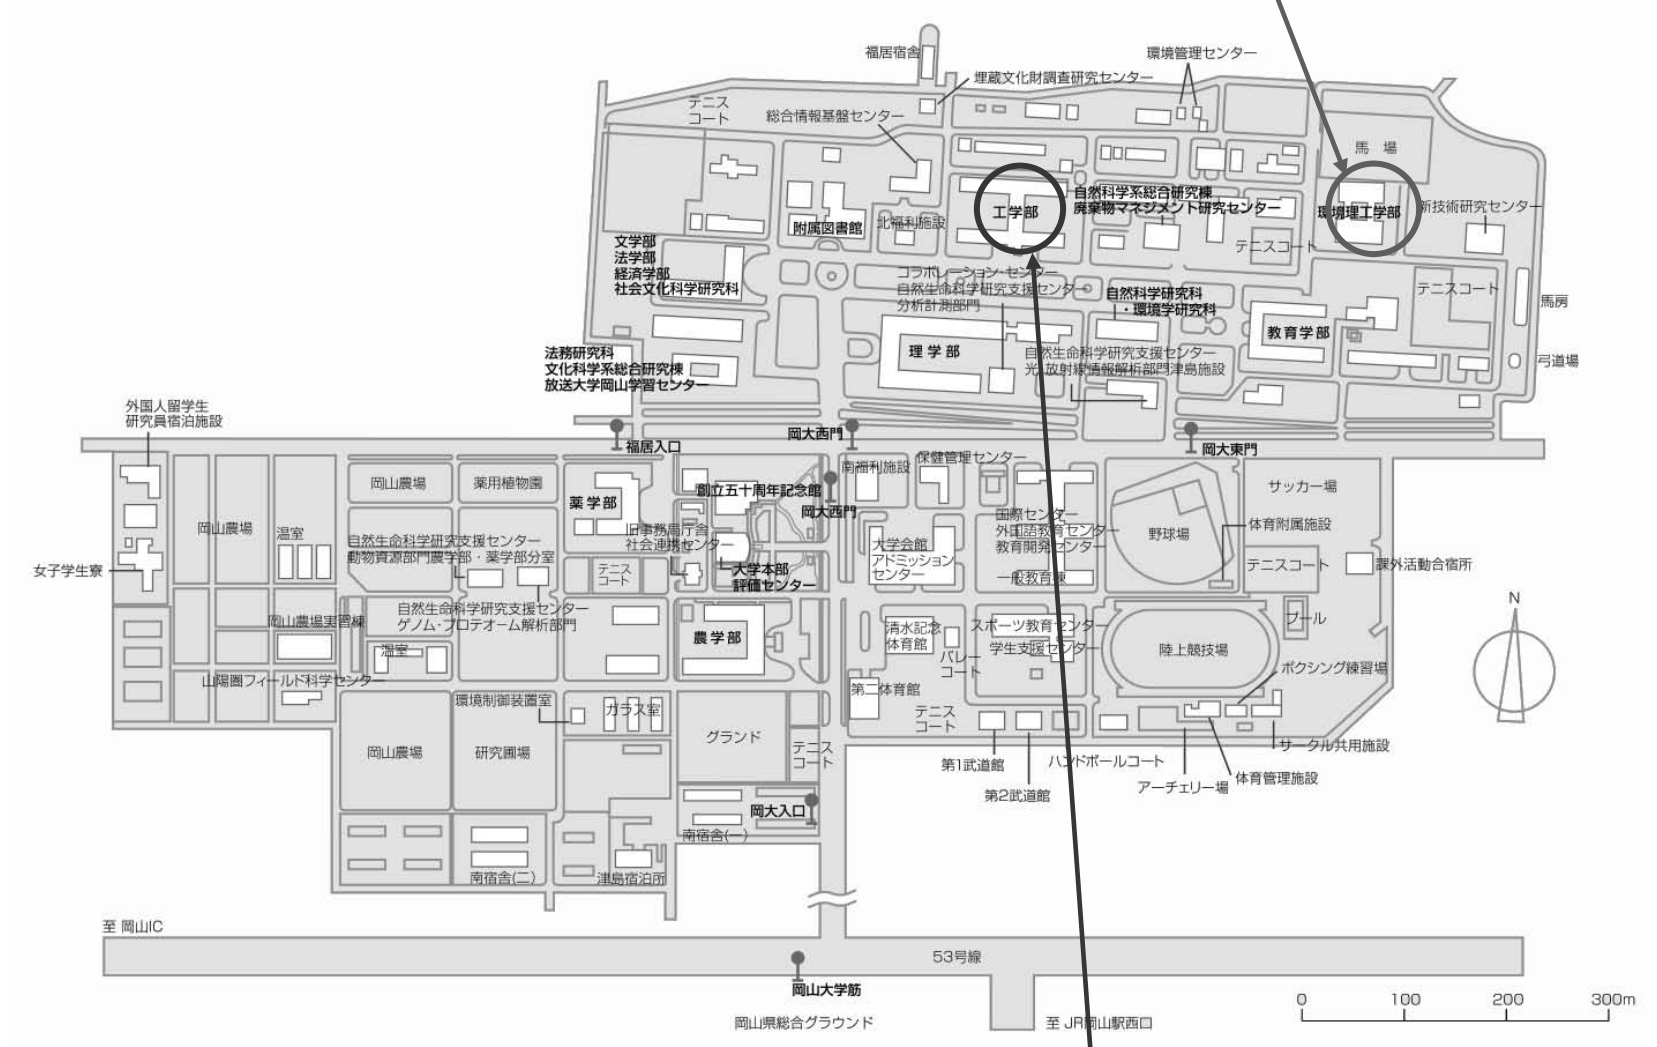 福居宿舎
環境管理センター
埋蔵文化財調査研究センター
テニス
コート
総合情報基盤センター
馬 場
自然科学系総合研究棟
廃棄物マネジメント研究センター
工学部
環境理工学部
新技術研究センター
附属図書館
北福利施設
テニスコート
文学部
法学部
経済学部
社会文化科学研究科
コラボレーション・センター
自然生命科学研究支援センター
分析計測部門
自然科学研究科
・環境学研究科
テニスコート
馬房
教育学部
理学部
自然生命科学研究支援センター
光・放射線情報解析部門津島施設
弓道場
法務研究科
文化科学系総合研究棟
放送大学岡山学習センター
外国人留学生
研究員宿泊施設
福居入口
岡大西門
岡大東門
南福利施設
保健管理センター
岡山農場
薬用植物園
創立五十周年記念館
岡大西門
サッカー場
薬学部
国際センター
外国語教育センター
教育開発センター
野球場
体育附属施設
岡山農場
温室
旧事務局庁舎
社会連携センター
自然生命科学研究支援センター
動物資源部門農学部・薬学部分室
大学会館
アドミッション
センター
女子学生寮
テニス
コート
大学本部
評価センター
一般教育棟
テニスコート
課外活動合宿所
自然生命科学研究支援センター
ゲノム・プロテオーム解析部門
岡山農場実習棟
農学部
清水記念
体育館
スポーツ教育センター
プール
温室
バレー
コート
学生支援センター
陸上競技場
ボクシング練習場
山陽圏フィールド科学センター
環境制御装置室
ガラス室
第二体育館
テニス
コート
岡山農場
研究圃場
グランド
テニス
コート
サークル共用施設
第1武道館
ハンドボールコート
体育管理施設
アーチェリー場
第2武道館
岡大入口
南宿舎(一)
南宿舎(二)
津島宿泊所
N
至 岡山IC
53号線
岡山大学筋
岡山県総合グラウンド
至 JR岡山駅西口
0 100 200 300m